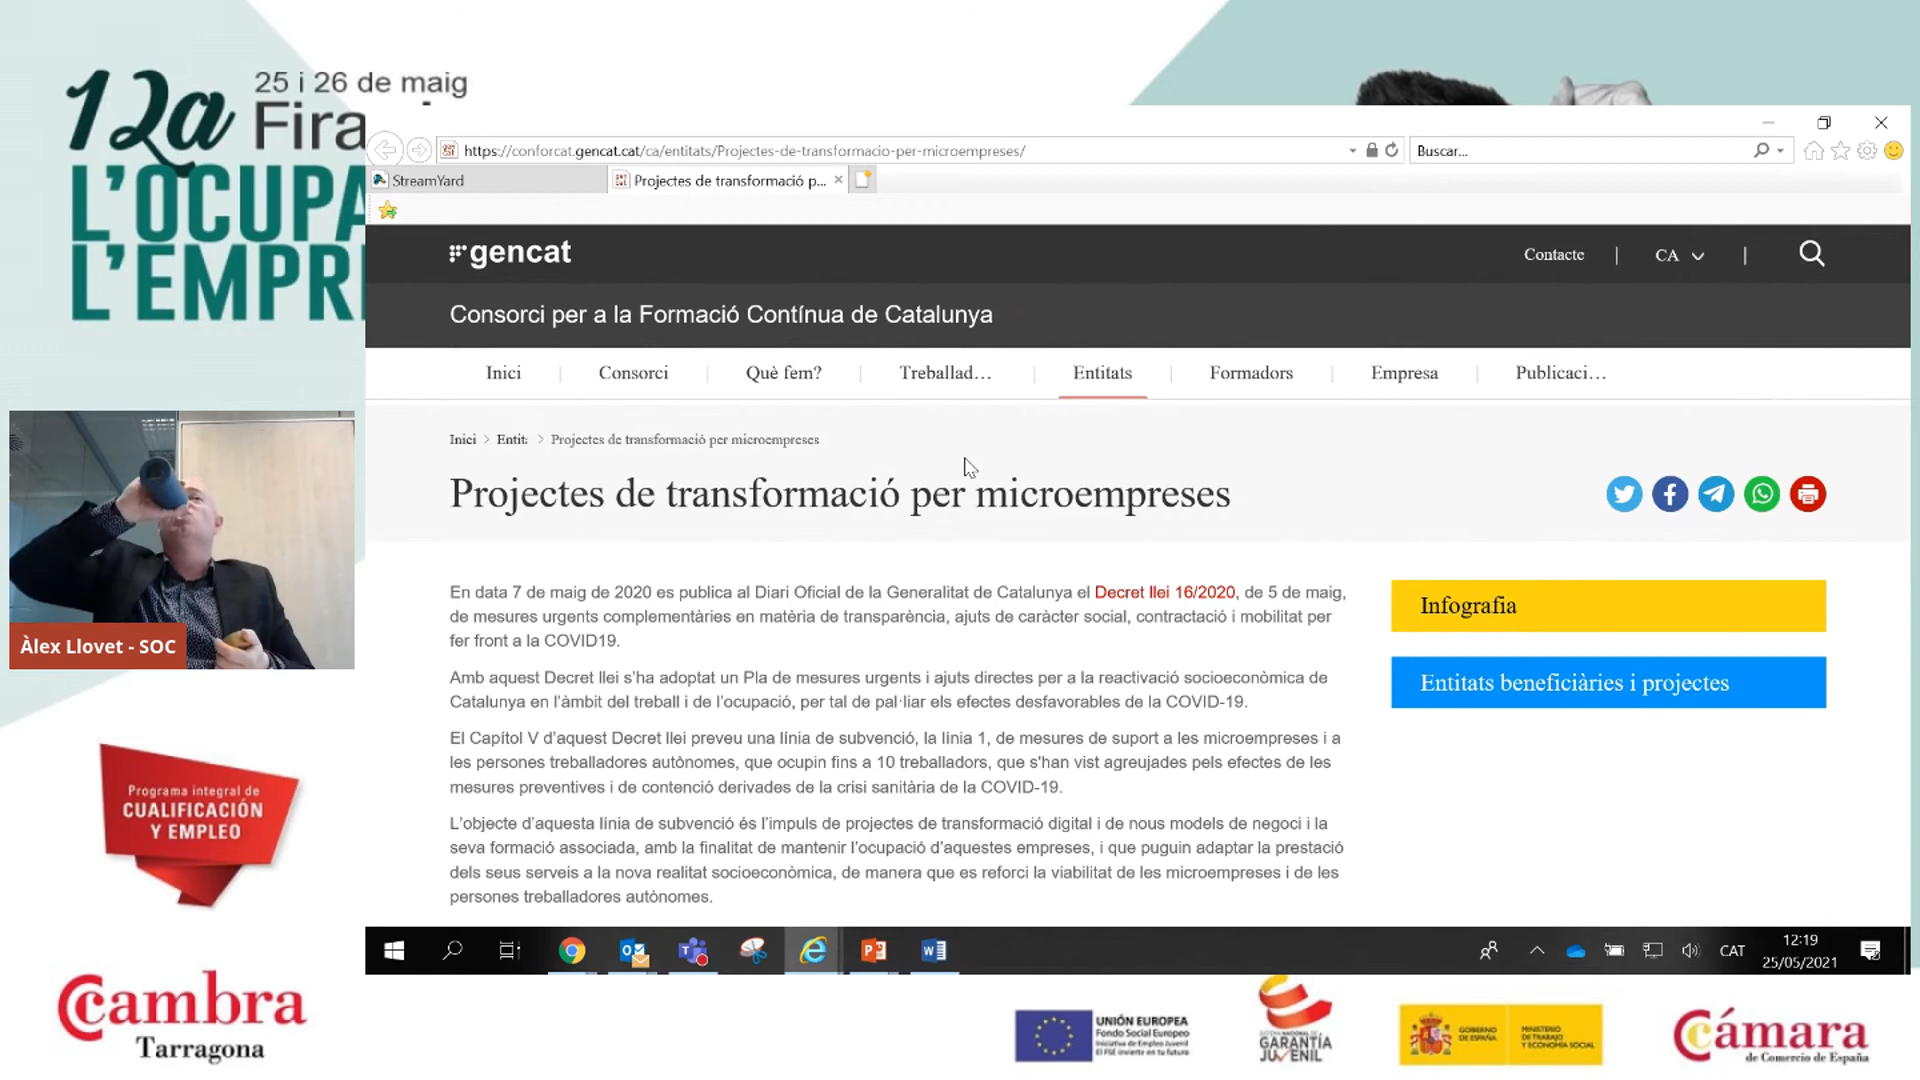 12a
25 i 26 de maig
Fira
L'OCUPA
L'EMPR
https://conforcat.gencat.cat/ca/entitats/Projectes-de-transformacio-per-microempreses/
Buscar...
StreamYard
Projectes de transformació p...
gencat
Contacte | CA |
Consorci per a la Formació Contínua de Catalunya
Inici | Consorci | Què fem? | Treballad... | Entitats | Formadors | Empresa | Publicaci...
Inici > Entit > Projectes de transformació per microempreses
Projectes de transformació per microempreses
En data 7 de maig de 2020 es publica al Diari Oficial de la Generalitat de Catalunya el Decret llei 16/2020, de 5 de maig,
de mesures urgents complementàries en matèria de transparència, ajuts de caràcter social, contractació i mobilitat per
fer front a la COVID19.
Amb aquest Decret llei s'ha adoptat un Pla de mesures urgents i ajuts directes per a la reactivació socioeconòmica de
Catalunya en l'àmbit del treball i de l'ocupació, per tal de pal·liar els efectes desfavorables de la COVID-19.
El Capítol V d'aquest Decret llei preveu una línia de subvenció, la línia 1, de mesures de suport a les microempreses i a
les persones treballadores autònomes, que ocupin fins a 10 treballadors, que s'han vist agreujades pels efectes de les
mesures preventives i de contenció derivades de la crisi sanitària de la COVID-19.
L'objecte d'aquesta línia de subvenció és l'impuls de projectes de transformació digital i de nous models de negoci i la
seva formació associada, amb la finalitat de mantenir l'ocupació d'aquestes empreses, i que puguin adaptar la prestació
dels seus serveis a la nova realitat socioeconòmica, de manera que es reforci la viabilitat de les microempreses i de les
persones treballadores autònomes.
Infografia
Entitats beneficiàries i projectes
Àlex Llovet - SOC
Programa integral de
CUALIFICACIÓN
Y EMPLEO
CAT
12:19
25/05/2021
Cambra
Tarragona
UNIÓN EUROPEA
Fondo Social Europeo
Iniciativa de Empleo Juvenil
El FSE invierte en tu futuro
SISTEMA NACIONAL DE
GARANTÍA
JUVENIL
GOBIERNO
DE ESPAÑA
MINISTERIO
DE TRABAJO
Y ECONOMÍA SOCIAL
Cámara
de Comercio de España